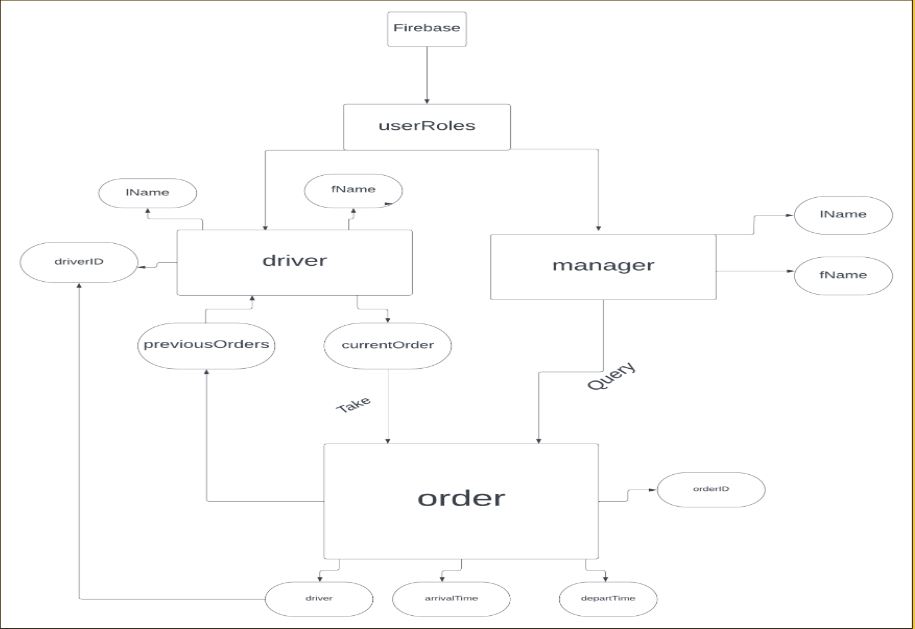 Firebase
userRoles
lName
fName
driverID
driver
manager
lName
fName
previousOrders
currentOrder
Take
Query
order
orderID
driver
arrivalTime
departTime